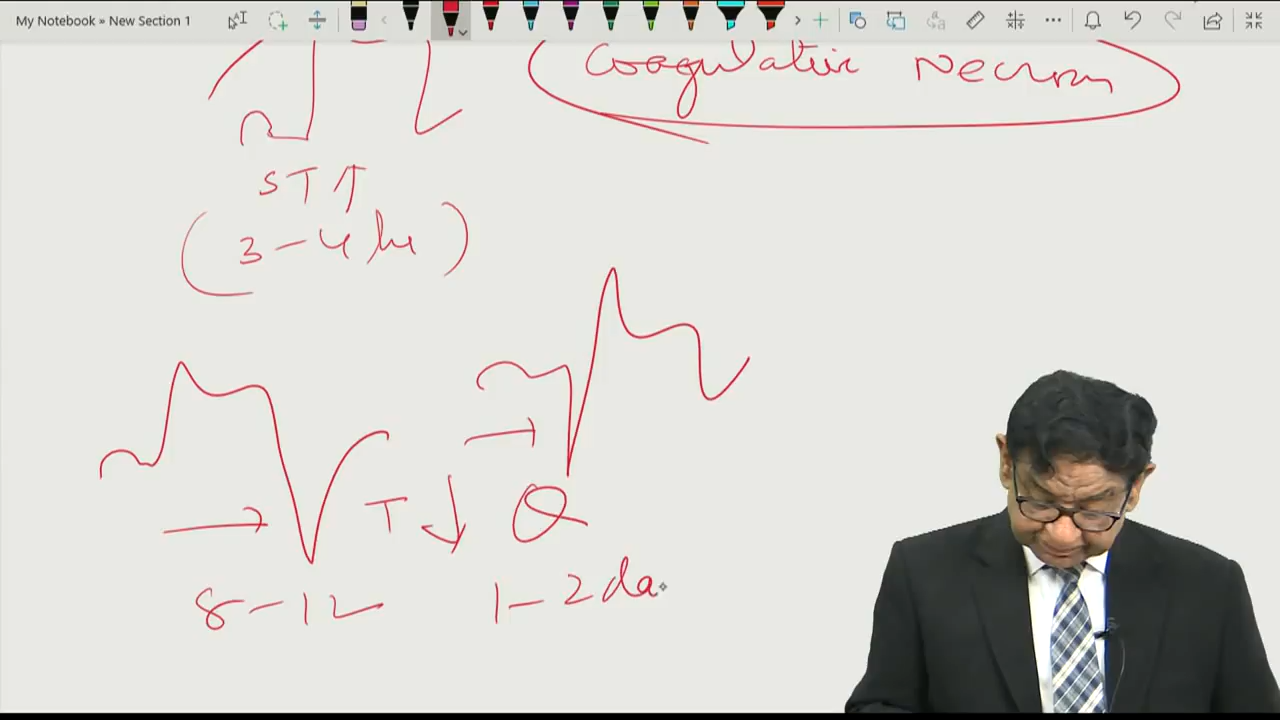 My Notebook » New Section 1
Coagulative Necrosis
ST↑
(3-4 hr)
T ↓
Q
8-12
1-2 da